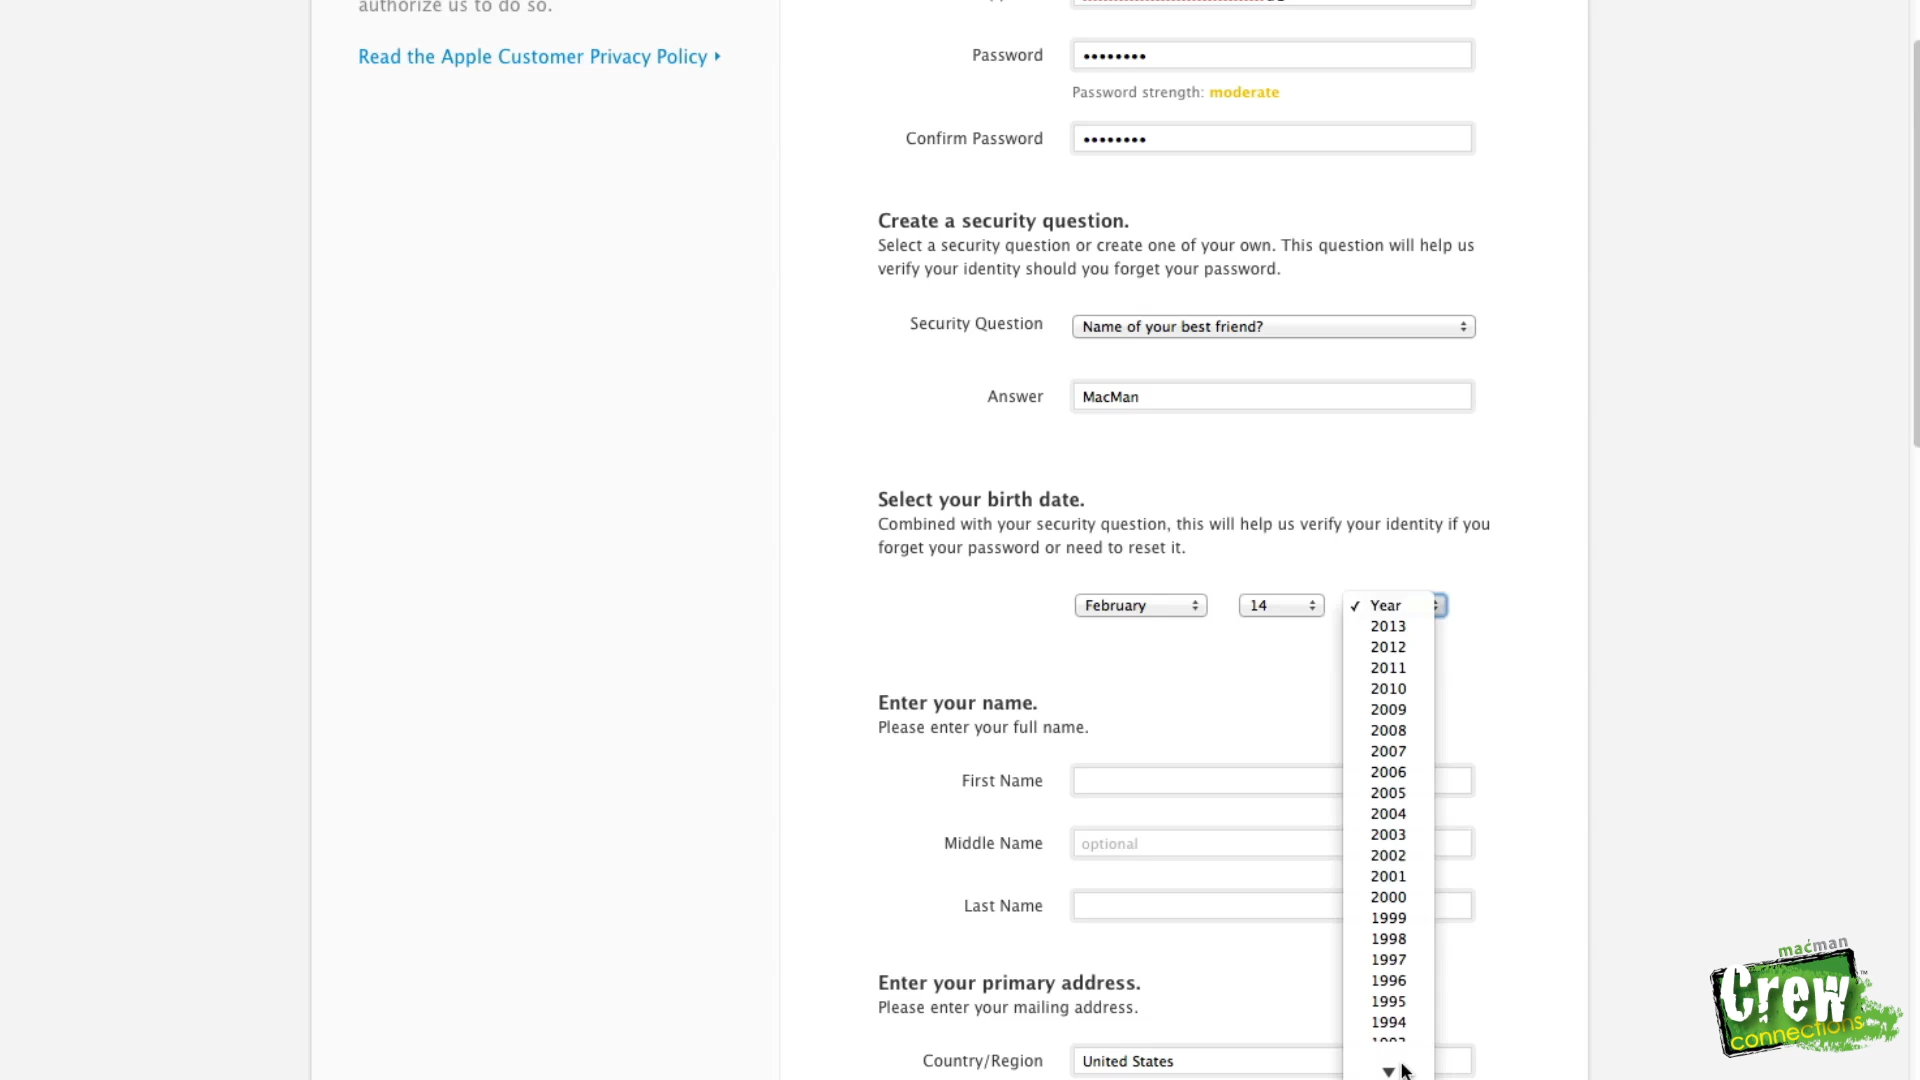 authorize us to do so.
Read the Apple Customer Privacy Policy
Password
Password strength: moderate
Confirm Password
Create a security question.
Select a security question or create one of your own. This question will help us
verify your identity should you forget your password.
Security Question Name of your best friend?
Answer MacMan
Select your birth date.
Combined with your security question, this will help us verify your identity if you
forget your password or need to reset it.
February 14 Year
2013
2012
2011
2010
2009
2008
2007
2006
2005
2004
2003
2002
2001
2000
1999
1998
1997
1996
1995
1994
Enter your name.
Please enter your full name.
First Name
Middle Name optional
Last Name
Enter your primary address.
Please enter your mailing address.
Country/Region United States
macman
Crew
connections